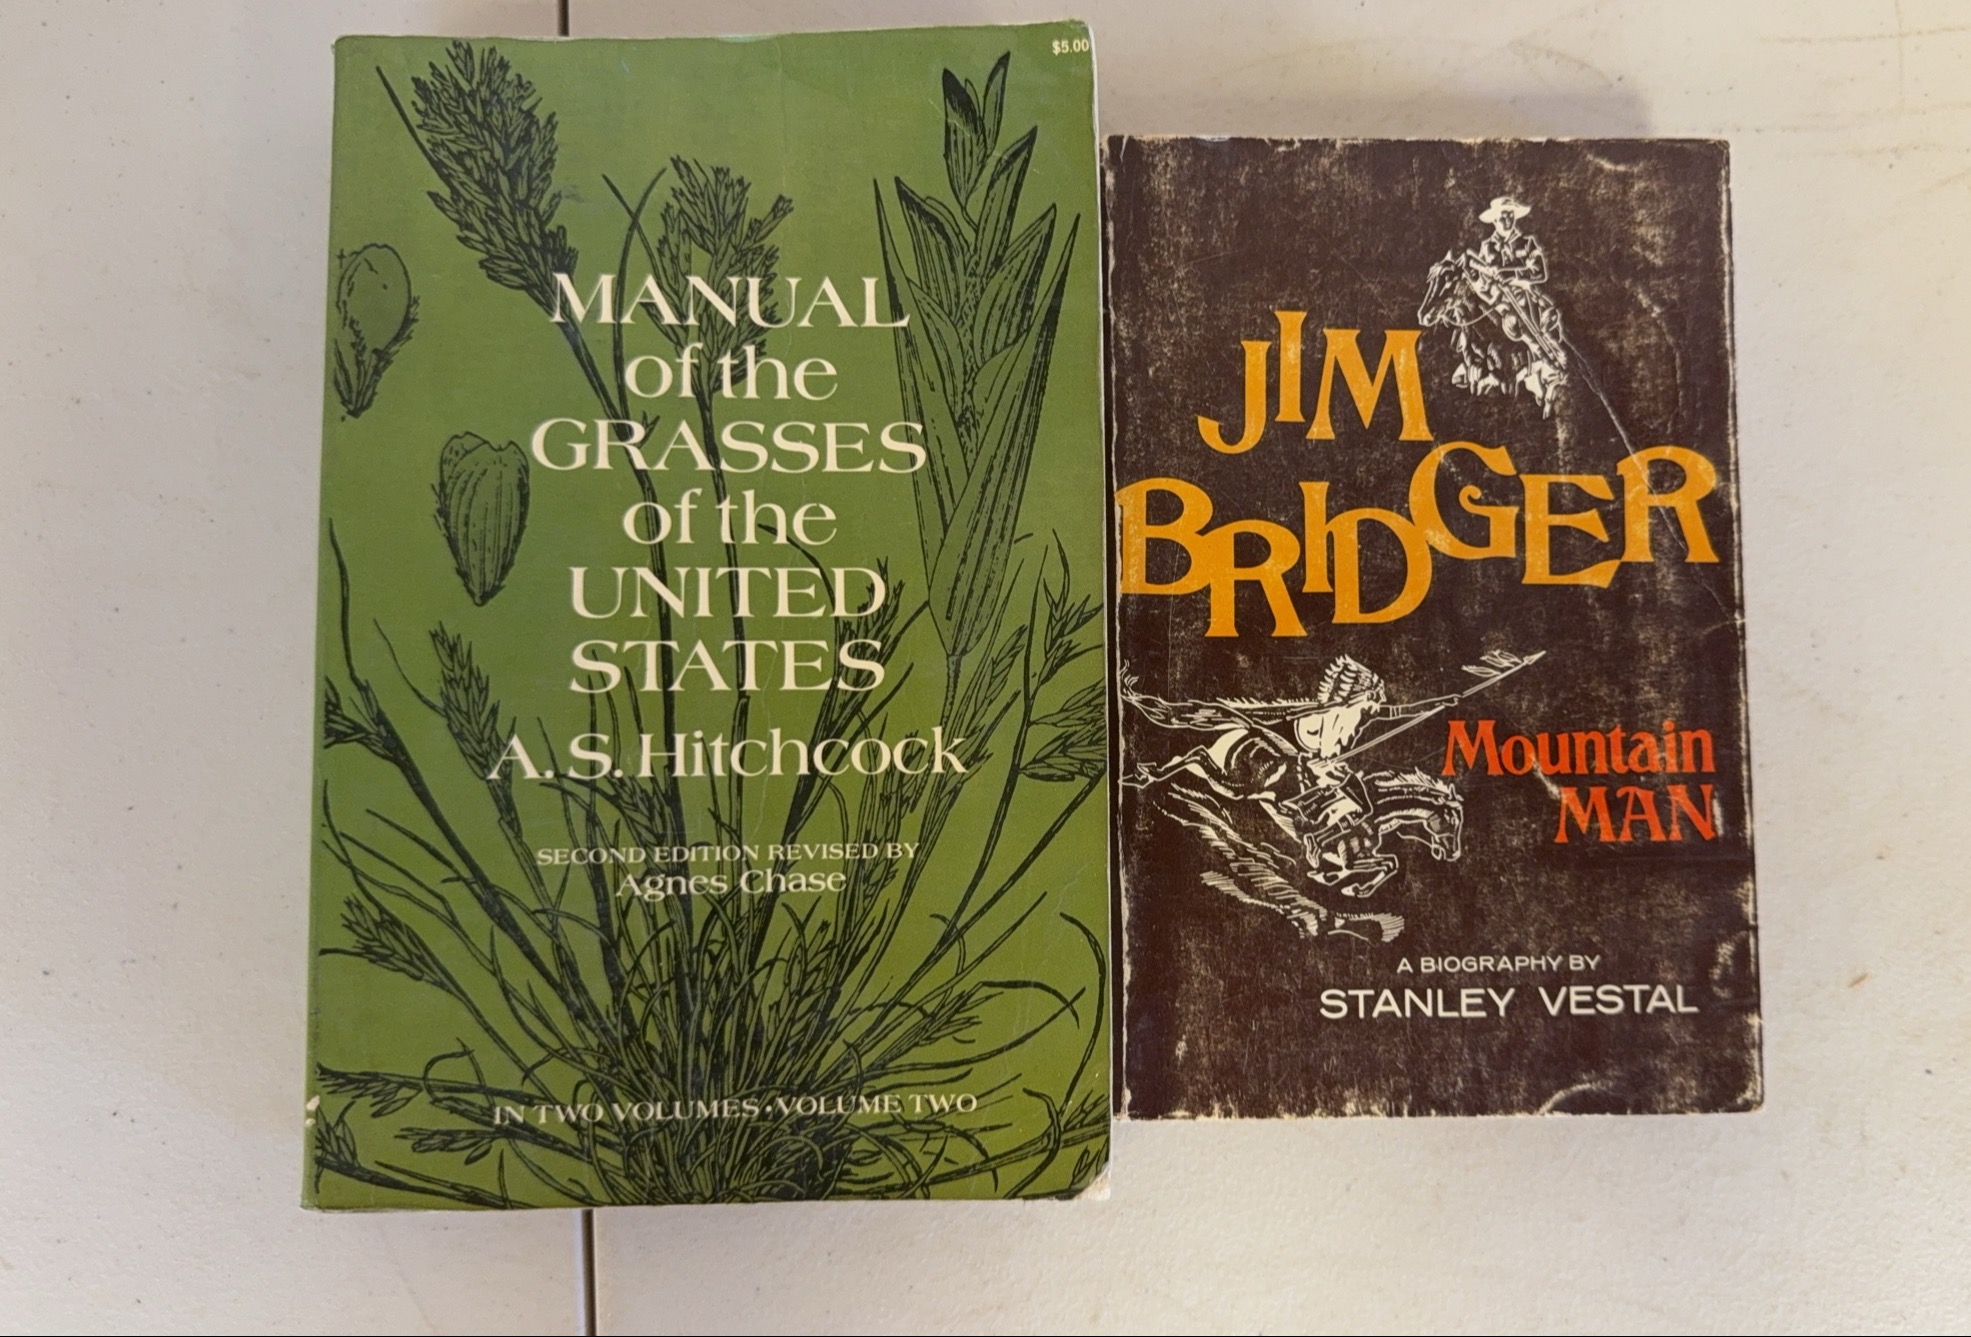 $5.00
MANUAL
of the
GRASSES
of the
UNITED
STATES
A. S. Hitchcock
SECOND EDITION REVISED BY
Agnes Chase
IN TWO VOLUMES • VOLUME TWO
JIM
BRIDGER
Mountain
MAN
A BIOGRAPHY BY
STANLEY VESTAL